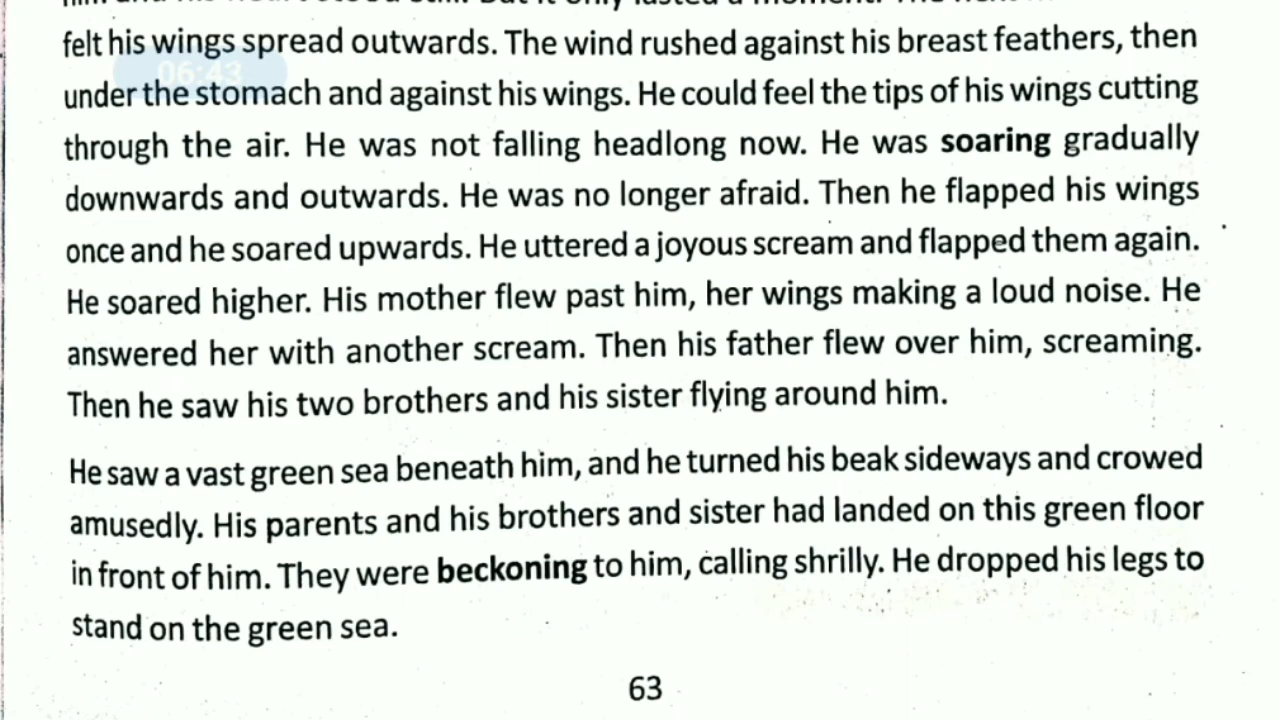 felt his wings spread outwards. The wind rushed against his breast feathers, then
06:43
under the stomach and against his wings. He could feel the tips of his wings cutting
through the air. He was not falling headlong now. He was soaring gradually
downwards and outwards. He was no longer afraid. Then he flapped his wings
once and he soared upwards. He uttered a joyous scream and flapped them again.
He soared higher. His mother flew past him, her wings making a loud noise. He
answered her with another scream. Then his father flew over him, screaming.
Then he saw his two brothers and his sister flying around him.
He saw a vast green sea beneath him, and he turned his beak sideways and crowed
amusedly. His parents and his brothers and sister had landed on this green floor
in front of him. They were beckoning to him, calling shrilly. He dropped his legs to
stand on the green sea.
63